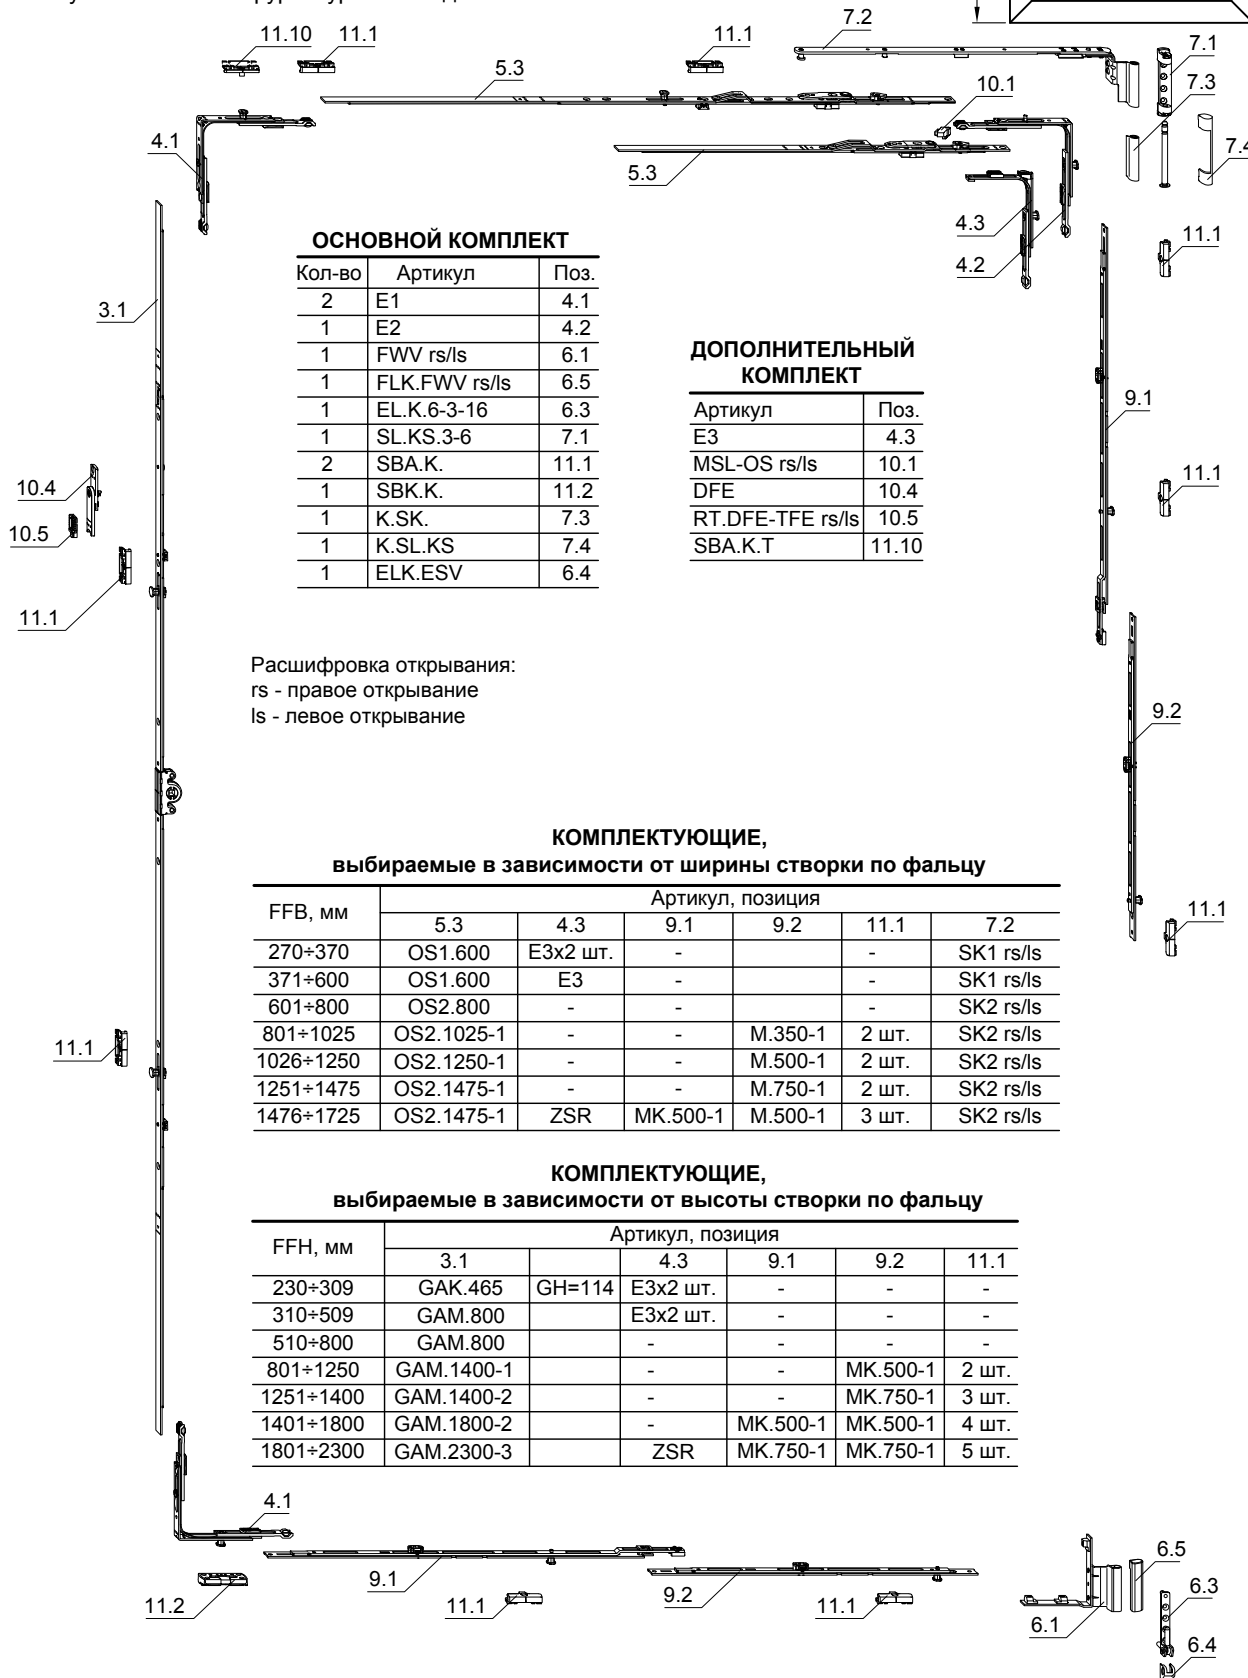 7.2
11.10
11.1
11.1
7.1
5.3
7.3
10.1
4.1
7.4
5.3
4.3
11.1
4.2
3.1
ОСНОВНОЙ КОМПЛЕКТ
Кол-во Артикул Поз.
2 E1 4.1
1 E2 4.2
1 FWV rs/ls 6.1
1 FLK.FWV rs/ls 6.5
1 EL.K.6-3-16 6.3
1 SL.KS.3-6 7.1
2 SBA.K. 11.1
1 SBK.K. 11.2
1 K.SK. 7.3
1 K.SL.KS 7.4
1 ELK.ESV 6.4
ДОПОЛНИТЕЛЬНЫЙ
КОМПЛЕКТ
Артикул Поз.
E3 4.3
MSL-OS rs/ls 10.1
DFE 10.4
RT.DFE-TFE rs/ls 10.5
SBA.K.T 11.10
9.1
11.1
10.4
10.5
11.1
Расшифровка открывания:
rs - правое открывание
ls - левое открывание
9.2
КОМПЛЕКТУЮЩИЕ,
выбираемые в зависимости от ширины створки по фальцу
FFB, мм Артикул, позиция
5.3 4.3 9.1 9.2 11.1 7.2
270÷370 OS1.600 E3x2 шт. - - SK1 rs/ls
371÷600 OS1.600 E3 - - SK1 rs/ls
601÷800 OS2.800 - - - SK2 rs/ls
801÷1025 OS2.1025-1 - - M.350-1 2 шт. SK2 rs/ls
1026÷1250 OS2.1250-1 - - M.500-1 2 шт. SK2 rs/ls
1251÷1475 OS2.1475-1 - - M.750-1 2 шт. SK2 rs/ls
1476÷1725 OS2.1475-1 ZSR MK.500-1 M.500-1 3 шт. SK2 rs/ls
11.1
11.1
КОМПЛЕКТУЮЩИЕ,
выбираемые в зависимости от высоты створки по фальцу
FFH, мм Артикул, позиция
3.1 4.3 9.1 9.2 11.1
230÷309 GAK.465 GH=114 E3x2 шт. - - -
310÷509 GAM.800 E3x2 шт. - - -
510÷800 GAM.800 - - - -
801÷1250 GAM.1400-1 - - MK.500-1 2 шт.
1251÷1400 GAM.1400-2 - - MK.750-1 3 шт.
1401÷1800 GAM.1800-2 - MK.500-1 MK.500-1 4 шт.
1801÷2300 GAM.2300-3 ZSR MK.750-1 MK.750-1 5 шт.
4.1
6.5
9.1
9.2
6.3
11.2
11.1
11.1
6.1
6.4